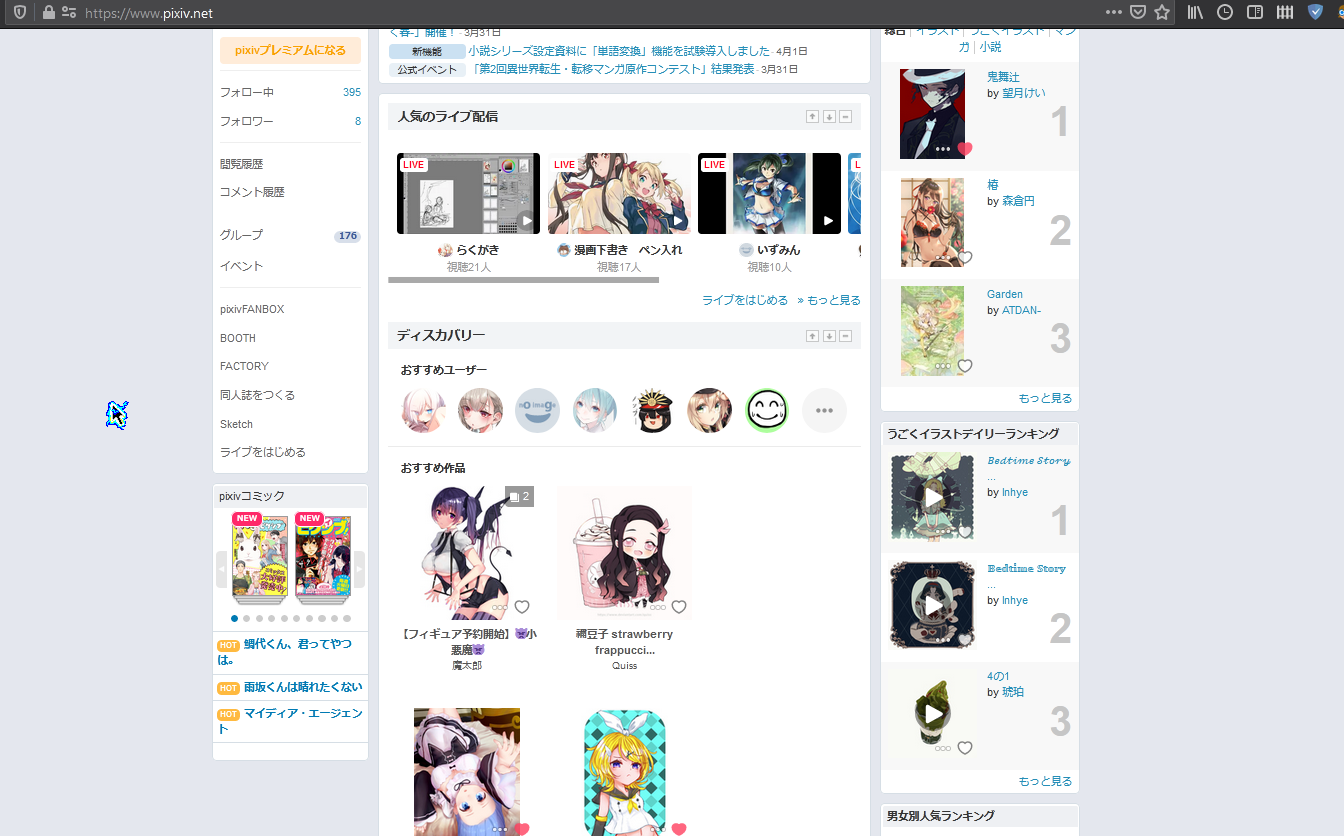 https://www.pixiv.net
pixivプレミアムになる
フォロー中 395
フォロワー 8
閲覧履歴
コメント履歴
グループ 176
イベント
pixivFANBOX
BOOTH
FACTORY
同人誌をつくる
Sketch
ライブをはじめる
pixivコミック
NEW NEW
HOT 鯛代くん、君ってやつ
は。
HOT 雨坂くんは晴れたくない
HOT マイディア・エージェン
ト
く春-」開催！ - 3月31日
新機能 小説シリーズ設定資料に「単語変換」機能を試験導入しました - 4月1日
公式イベント 「第2回異世界転生・転移マンガ原作コンテスト」結果発表 - 3月31日
人気のライブ配信
LIVE LIVE LIVE L
らくがき 漫画下書き　ペン入れ いずみん
視聴21人 視聴17人 視聴10人
ライブをはじめる » もっと見る
ディスカバリー
おすすめユーザー
no image
おすすめ作品
2
【フィギュア予約開始】😈小
悪魔😈
魔太郎
禰豆子 strawberry
frappucci...
Quiss
総合 | イラスト | うごくイラスト | マン
ガ | 小説
鬼舞辻
by 望月けい
1
椿
by 森倉円
2
Garden
by ATDAN-
3
もっと見る
うごくイラストデイリーランキング
𝓑𝓮𝓭𝓽𝓲𝓶𝓮 𝓢𝓽𝓸𝓻𝔂
...
by Inhye
1
𝔹𝕖𝕕𝕥𝕚𝕞𝕖 𝕊𝕥𝕠𝕣𝕪
...
by Inhye
2
4の1
by 琥珀
3
もっと見る
男女別人気ランキング